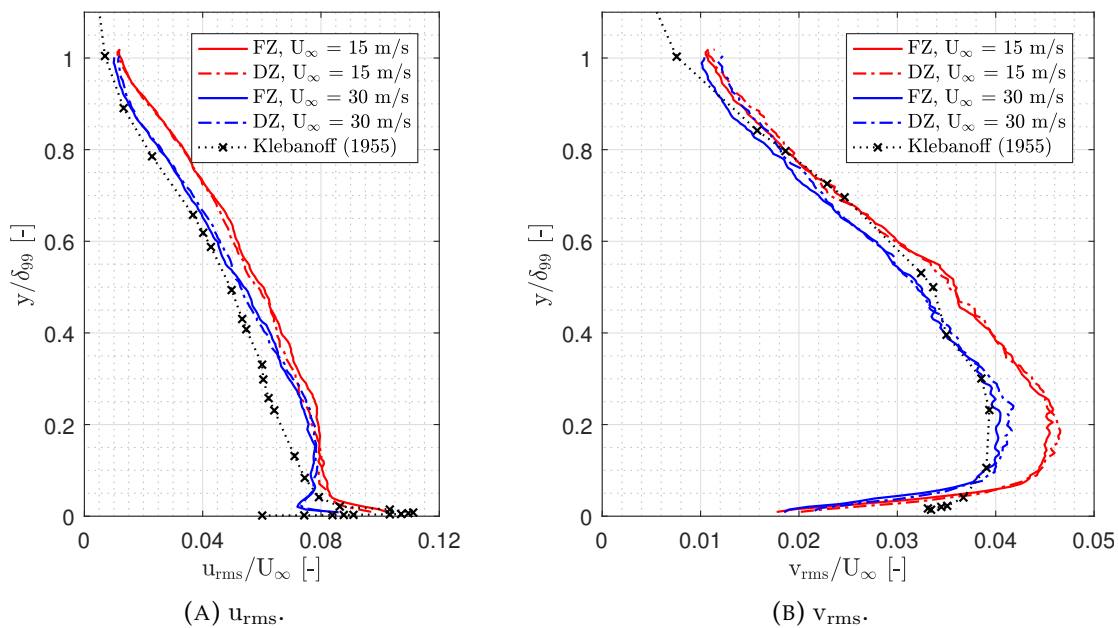 FZ, U∞ = 15 m/s
DZ, U∞ = 15 m/s
FZ, U∞ = 30 m/s
DZ, U∞ = 30 m/s
Klebanoff (1955)
1
0.8
0.6
0.4
0.2
0
y/δ99 [-]
0.04
0.08
0.12
urms/U∞ [-]
(A) urms.
FZ, U∞ = 15 m/s
DZ, U∞ = 15 m/s
FZ, U∞ = 30 m/s
DZ, U∞ = 30 m/s
Klebanoff (1955)
1
0.8
0.6
0.4
0.2
0
y/δ99 [-]
0
0.01
0.02
0.03
0.04
0.05
vrms/U∞ [-]
(B) vrms.